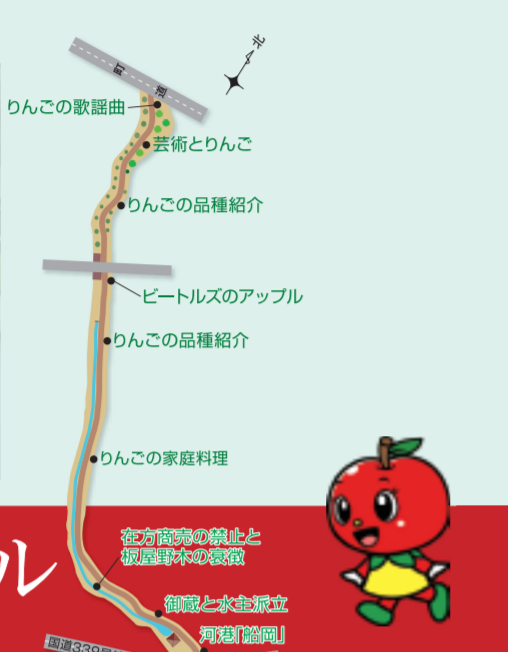 北
町道
りんごの歌謡曲
芸術とりんご
りんごの品種紹介
ビートルズのアップル
りんごの品種紹介
りんごの家庭料理
在方商売の禁止と
板屋野木の衰微
ル
御蔵と水主派立
河港「船岡」
国道339号